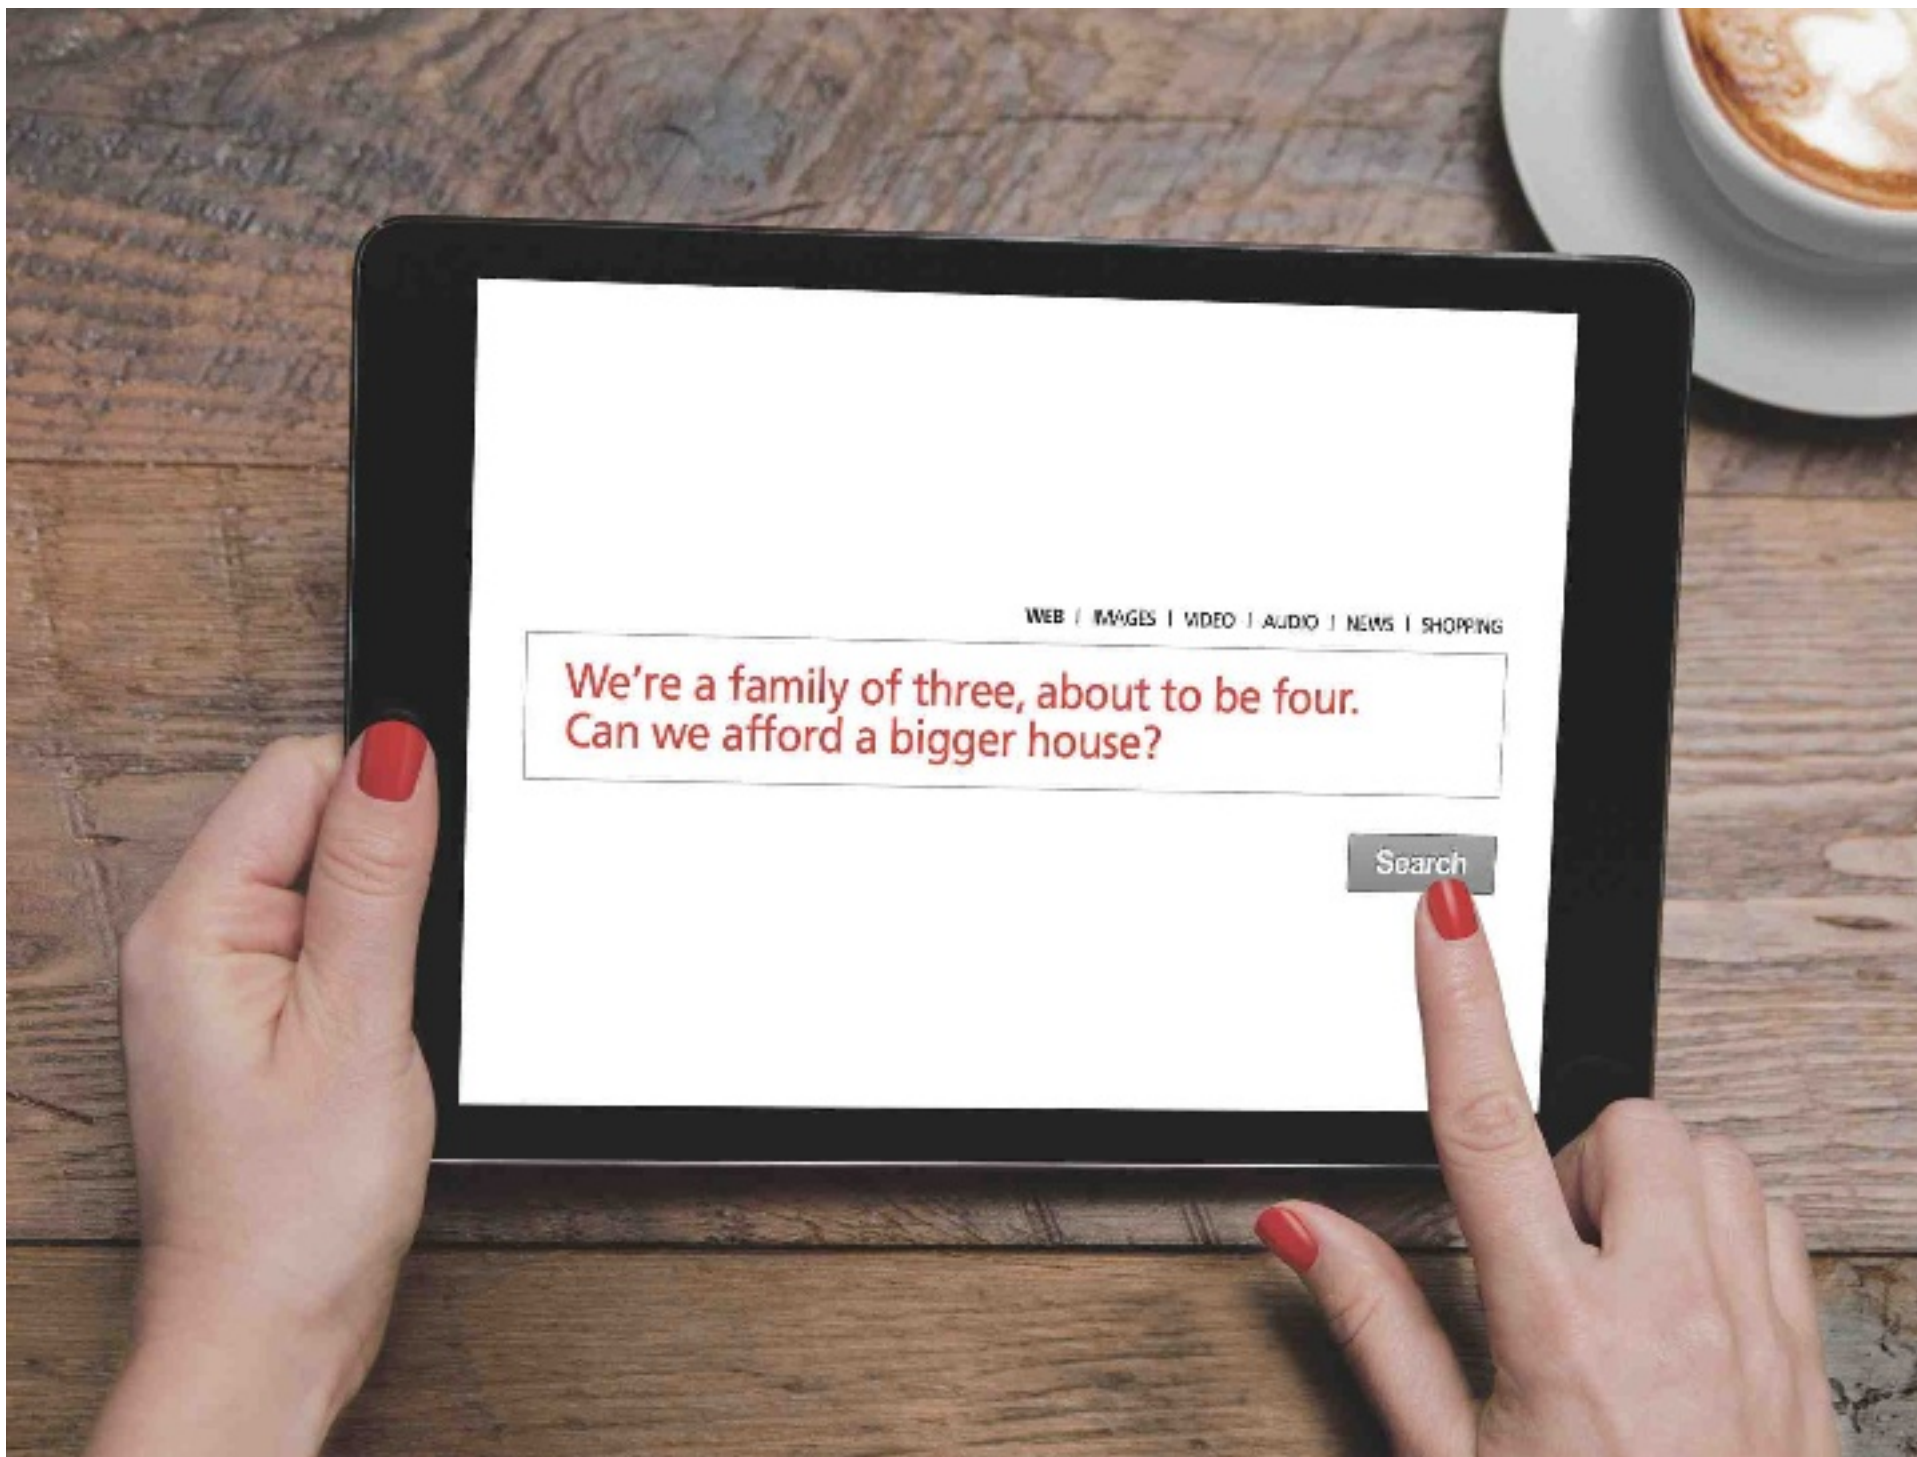 WEB | IMAGES | VIDEO | AUDIO | NEWS | SHOPPING
We're a family of three, about to be four.
Can we afford a bigger house?
Search